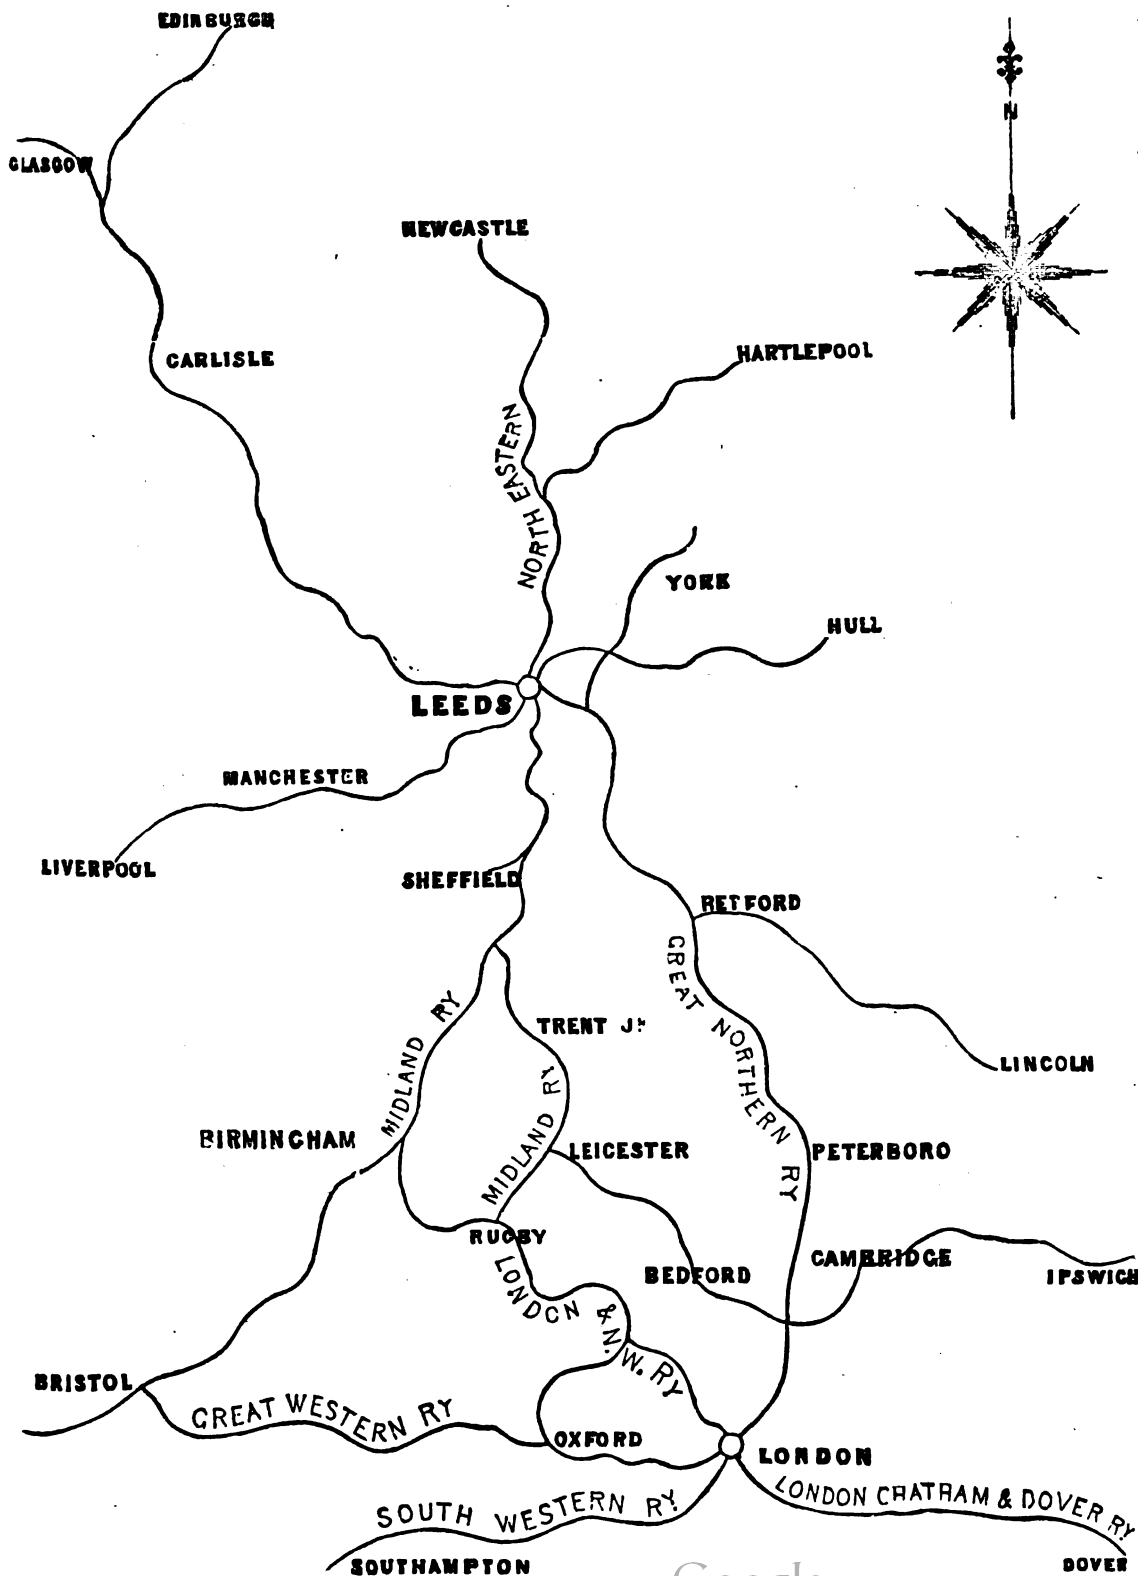 EDINBURGH
N
GLASGOW
NEWCASTLE
HARTLEPOOL
CARLISLE
NORTH EASTERN
YORK
HULL
LEEDS
MANCHESTER
LIVERPOOL
SHEFFIELD
RETFORD
GREAT NORTHERN RY
MIDLAND RY
TRENT Jn
MIDLAND RY
LINCOLN
BIRMINGHAM
LEICESTER
PETERBORO
RUGBY
LONDON & N.W. RY
BEDFORD
CAMBRIDGE
IPSWICH
BRISTOL
GREAT WESTERN RY
OXFORD
LONDON
LONDON CHATHAM & DOVER RY.
SOUTH WESTERN RY.
SOUTHAMPTON
DOVER
Google